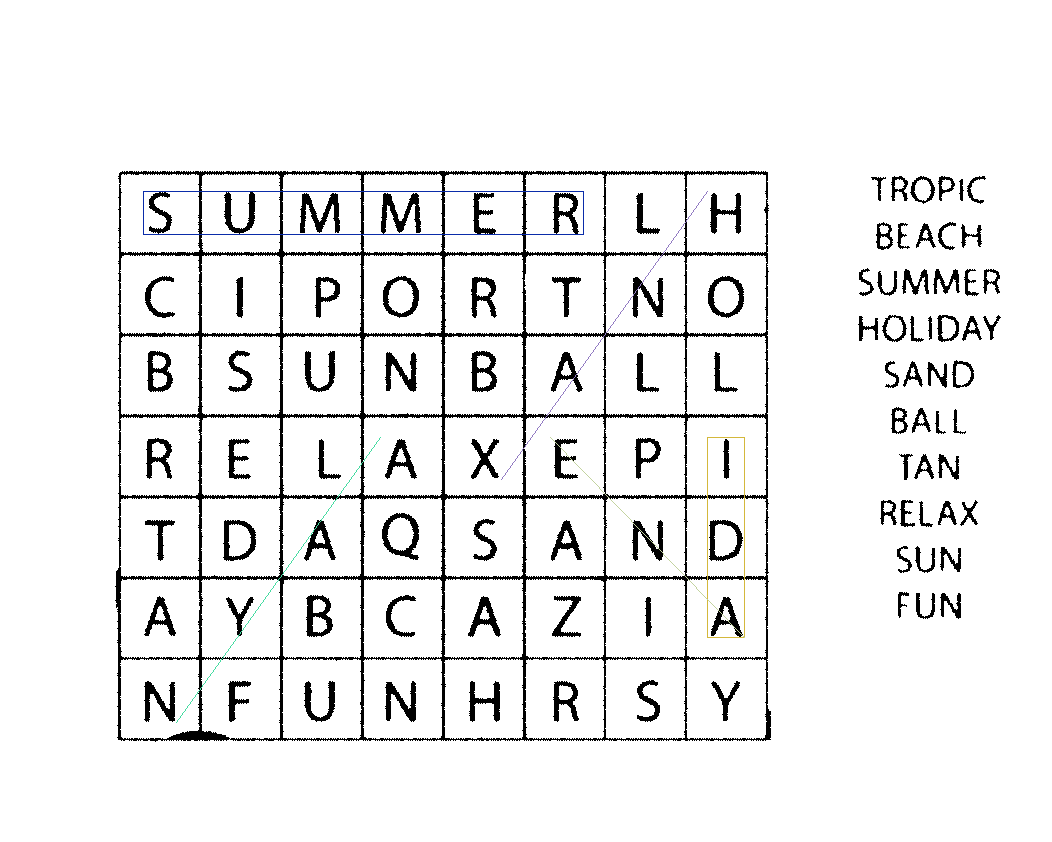 S U M M E R L H
C I P O R T N O
B S U N B A L L
R E L A X E P I
T D A Q S A N D
A Y B C A Z I A
N F U N H R S Y
TROPIC
BEACH
SUMMER
HOLIDAY
SAND
BALL
TAN
RELAX
SUN
FUN